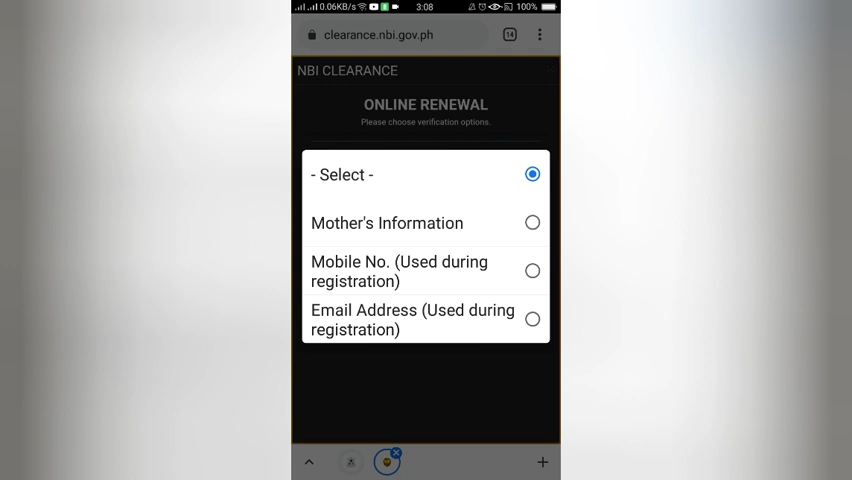 0.06KB/s 3:08 100%
clearance.nbi.gov.ph 14
NBI CLEARANCE
ONLINE RENEWAL
Please choose verification options.
- Select -
Mother's Information
Mobile No. (Used during
registration)
Email Address (Used during
registration)